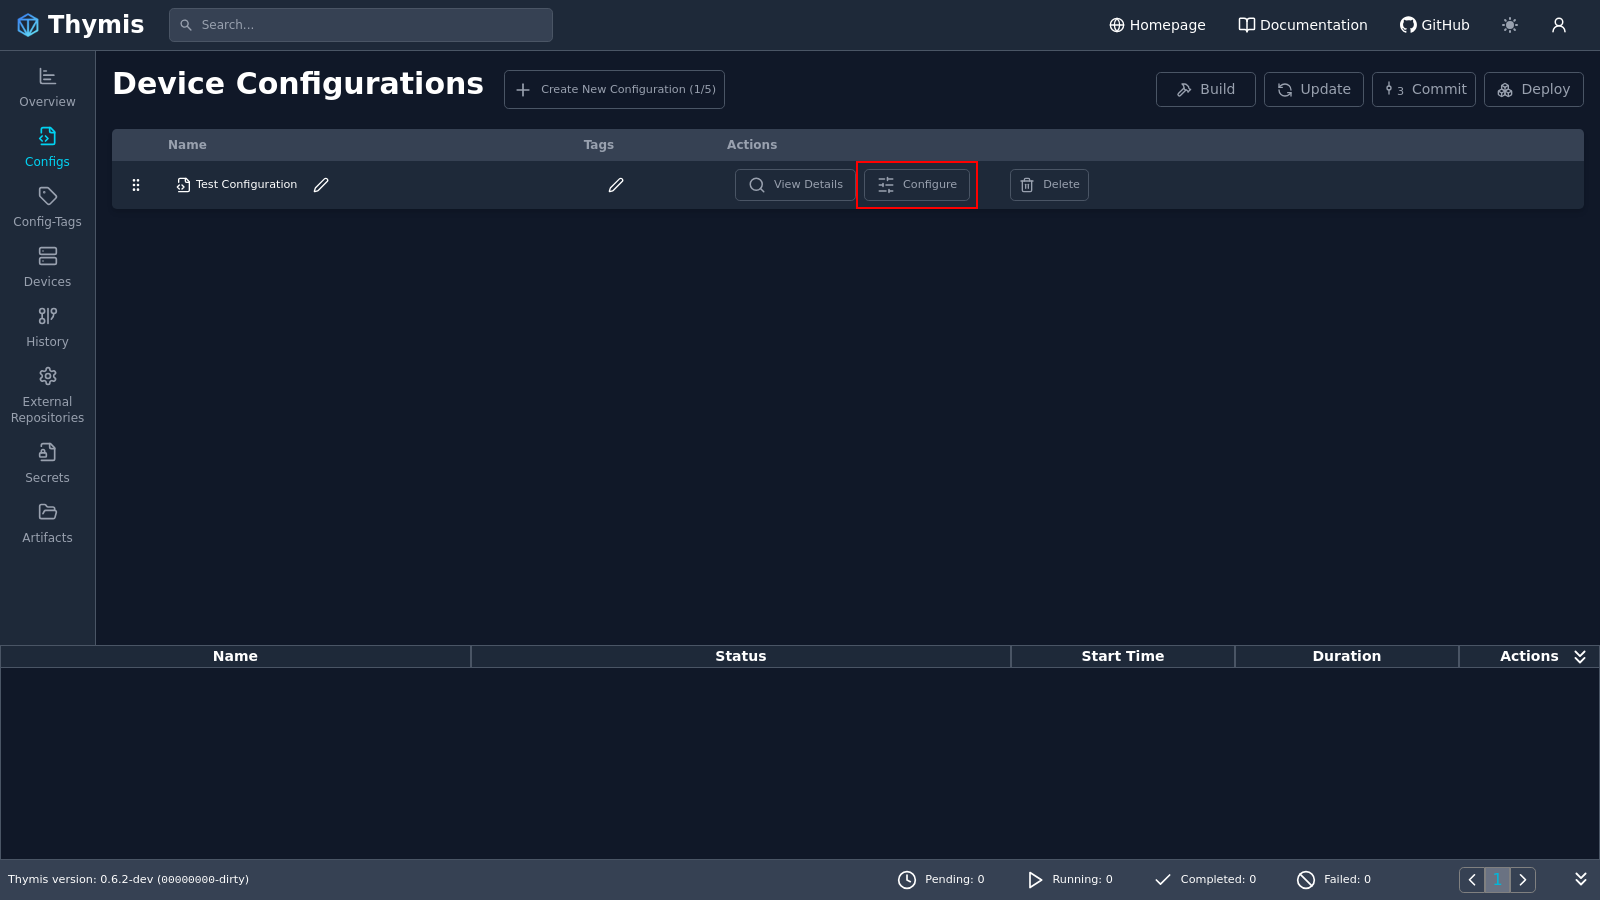 Thymis
Search...
Homepage
Documentation
GitHub
Overview
Configs
Config-Tags
Devices
History
External
Repositories
Secrets
Artifacts
Device Configurations
Create New Configuration (1/5)
Build
Update
3 Commit
Deploy
Name Tags Actions
Test Configuration
View Details
Configure
Delete
Name Status Start Time Duration Actions
Thymis version: 0.6.2-dev (00000000-dirty)
Pending: 0
Running: 0
Completed: 0
Failed: 0
1